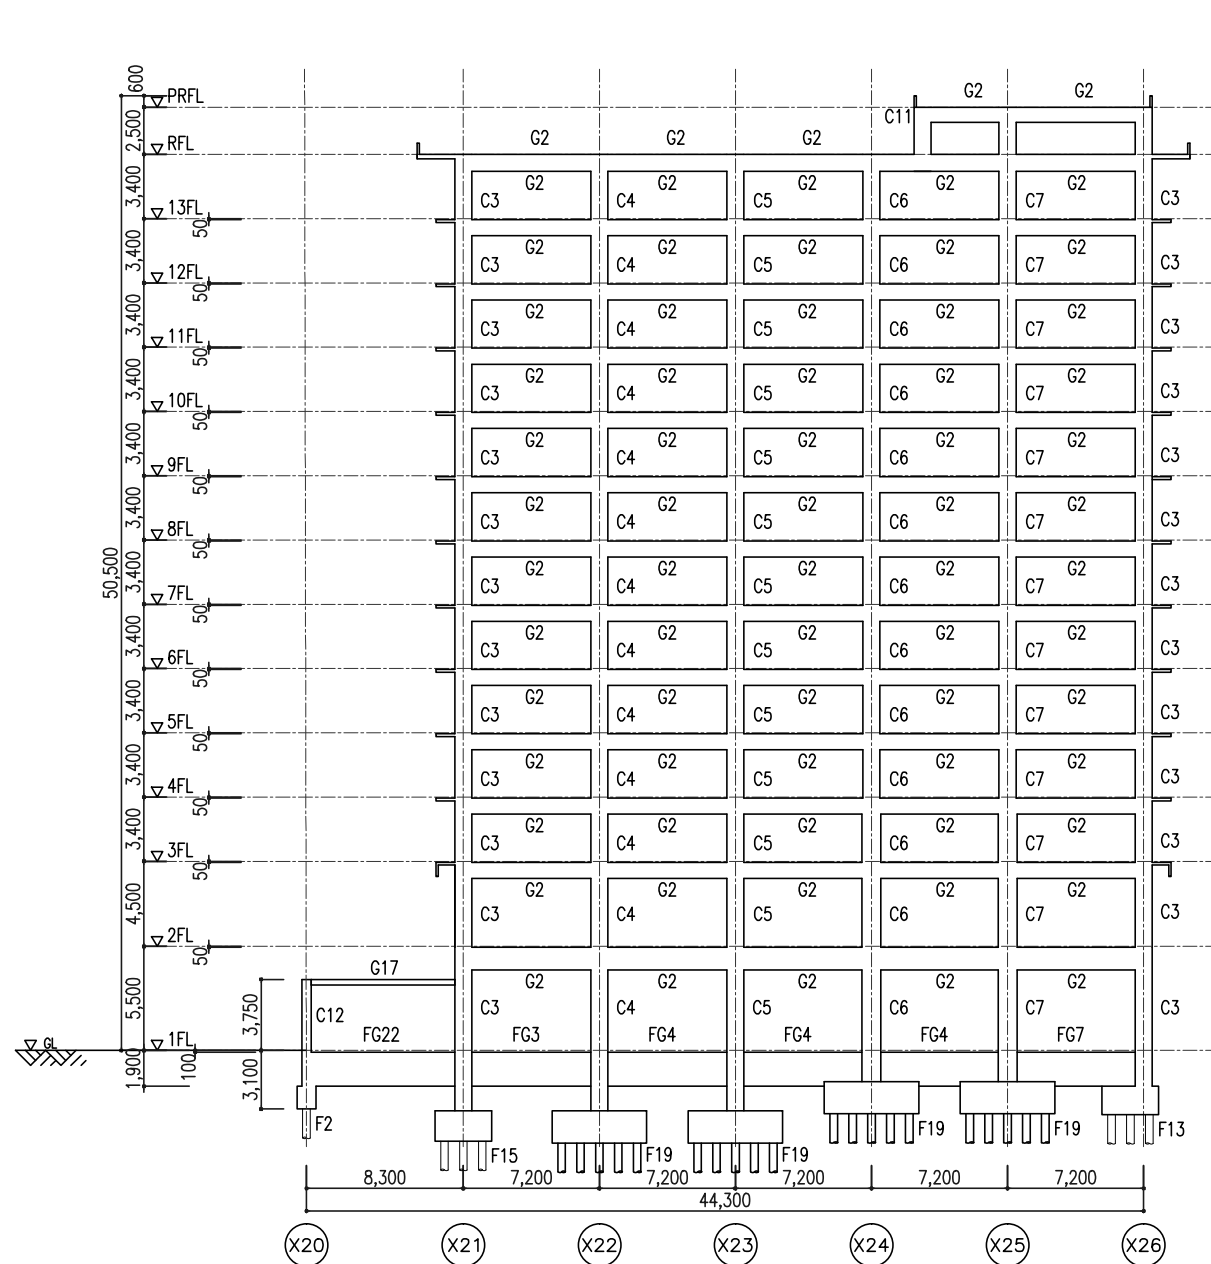 600
PRFL
G2 G2
2,500
C11
RFL
G2 G2 G2
3,400
G2 G2 G2 G2 G2
C3 C4 C5 C6 C7 C3
13FL
50
3,400
G2 G2 G2 G2 G2
C3 C4 C5 C6 C7 C3
12FL
50
3,400
G2 G2 G2 G2 G2
C3 C4 C5 C6 C7 C3
11FL
50
3,400
G2 G2 G2 G2 G2
C3 C4 C5 C6 C7 C3
10FL
50
3,400
G2 G2 G2 G2 G2
C3 C4 C5 C6 C7 C3
9FL
50
3,400
G2 G2 G2 G2 G2
C3 C4 C5 C6 C7 C3
8FL
50
50,500
3,400
G2 G2 G2 G2 G2
C3 C4 C5 C6 C7 C3
7FL
50
3,400
G2 G2 G2 G2 G2
C3 C4 C5 C6 C7 C3
6FL
50
3,400
G2 G2 G2 G2 G2
C3 C4 C5 C6 C7 C3
5FL
50
3,400
G2 G2 G2 G2 G2
C3 C4 C5 C6 C7 C3
4FL
50
3,400
G2 G2 G2 G2 G2
C3 C4 C5 C6 C7 C3
3FL
50
4,500
G2 G2 G2 G2 G2
C3 C4 C5 C6 C7 C3
2FL
50
G17
5,500
3,750
G2 G2 G2 G2 G2
C12 C3 C4 C5 C6 C7 C3
FG22 FG3 FG4 FG4 FG4 FG7
GL
1FL
1,900
100
3,100
F2 F15 F19 F19 F19 F19 F13
8,300 7,200 7,200 7,200 7,200 7,200
44,300
X20 X21 X22 X23 X24 X25 X26